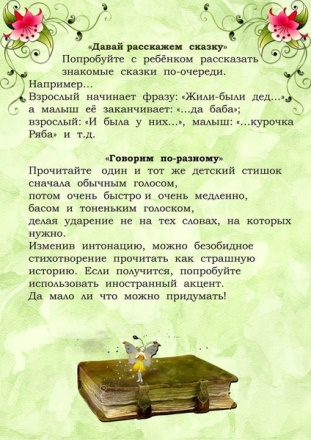 «Давай расскажем сказку»
Попробуйте с ребёнком рассказать
знакомые сказки по-очереди.
Например...
Взрослый начинает фразу: «Жили-были дед...»,
а малыш её заканчивает: «...да баба»;
взрослый: «И была у них...», малыш: «...курочка
Ряба» и т.д.
«Говорим по-разному»
Прочитайте один и тот же детский стишок
сначала обычным голосом,
потом очень быстро и очень медленно,
басом и тоненьким голоском,
делая ударение не на тех словах, на которых
нужно.
Изменив интонацию, можно безобидное
стихотворение прочитать как страшную
историю. Если получится, попробуйте
использовать иностранный акцент.
Да мало ли что можно придумать!